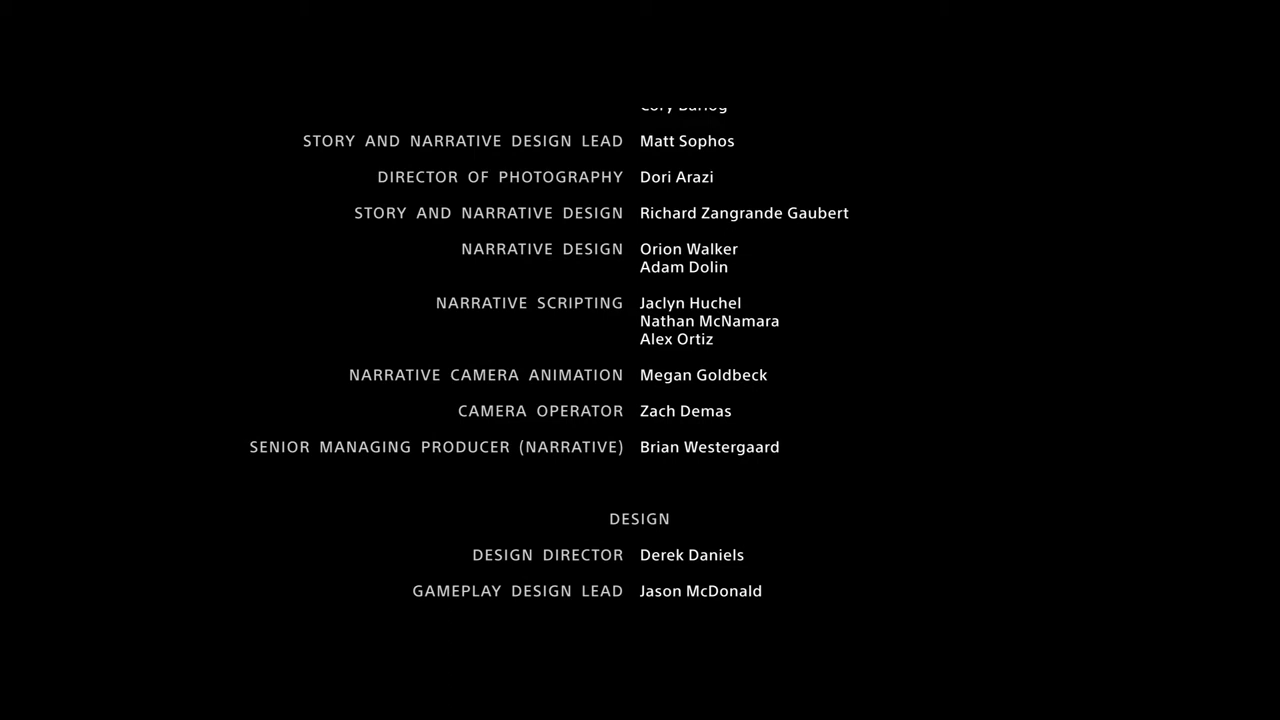 Cory Barlog
STORY AND NARRATIVE DESIGN LEAD Matt Sophos
DIRECTOR OF PHOTOGRAPHY Dori Arazi
STORY AND NARRATIVE DESIGN Richard Zangrande Gaubert
NARRATIVE DESIGN Orion Walker
Adam Dolin
NARRATIVE SCRIPTING Jaclyn Huchel
Nathan McNamara
Alex Ortiz
NARRATIVE CAMERA ANIMATION Megan Goldbeck
CAMERA OPERATOR Zach Demas
SENIOR MANAGING PRODUCER (NARRATIVE) Brian Westergaard
DESIGN
DESIGN DIRECTOR Derek Daniels
GAMEPLAY DESIGN LEAD Jason McDonald